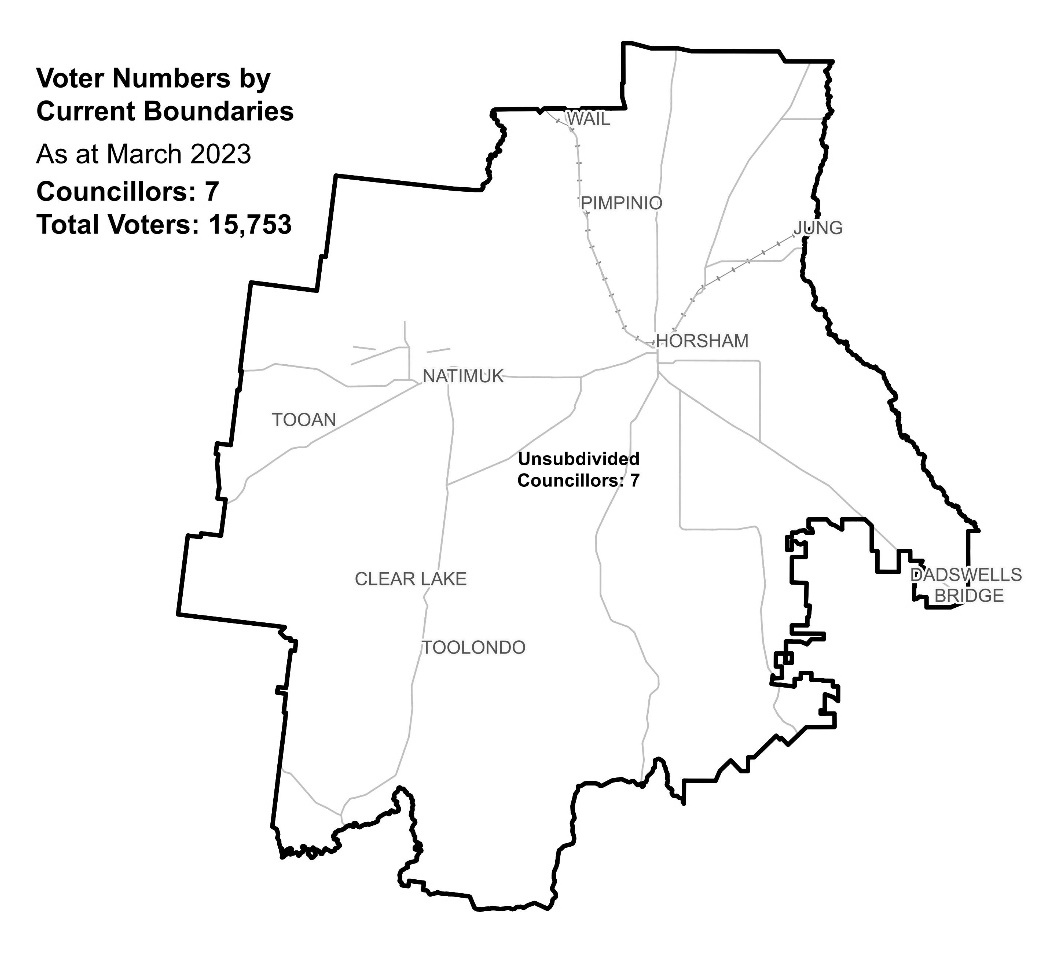 Voter Numbers by
Current Boundaries
As at March 2023
Councillors: 7
Total Voters: 15,753
WAIL
PIMPINIO
JUNG
HORSHAM
NATIMUK
TOOAN
Unsubdivided
Councillors: 7
CLEAR LAKE
DADSWELLS
BRIDGE
TOOLONDO